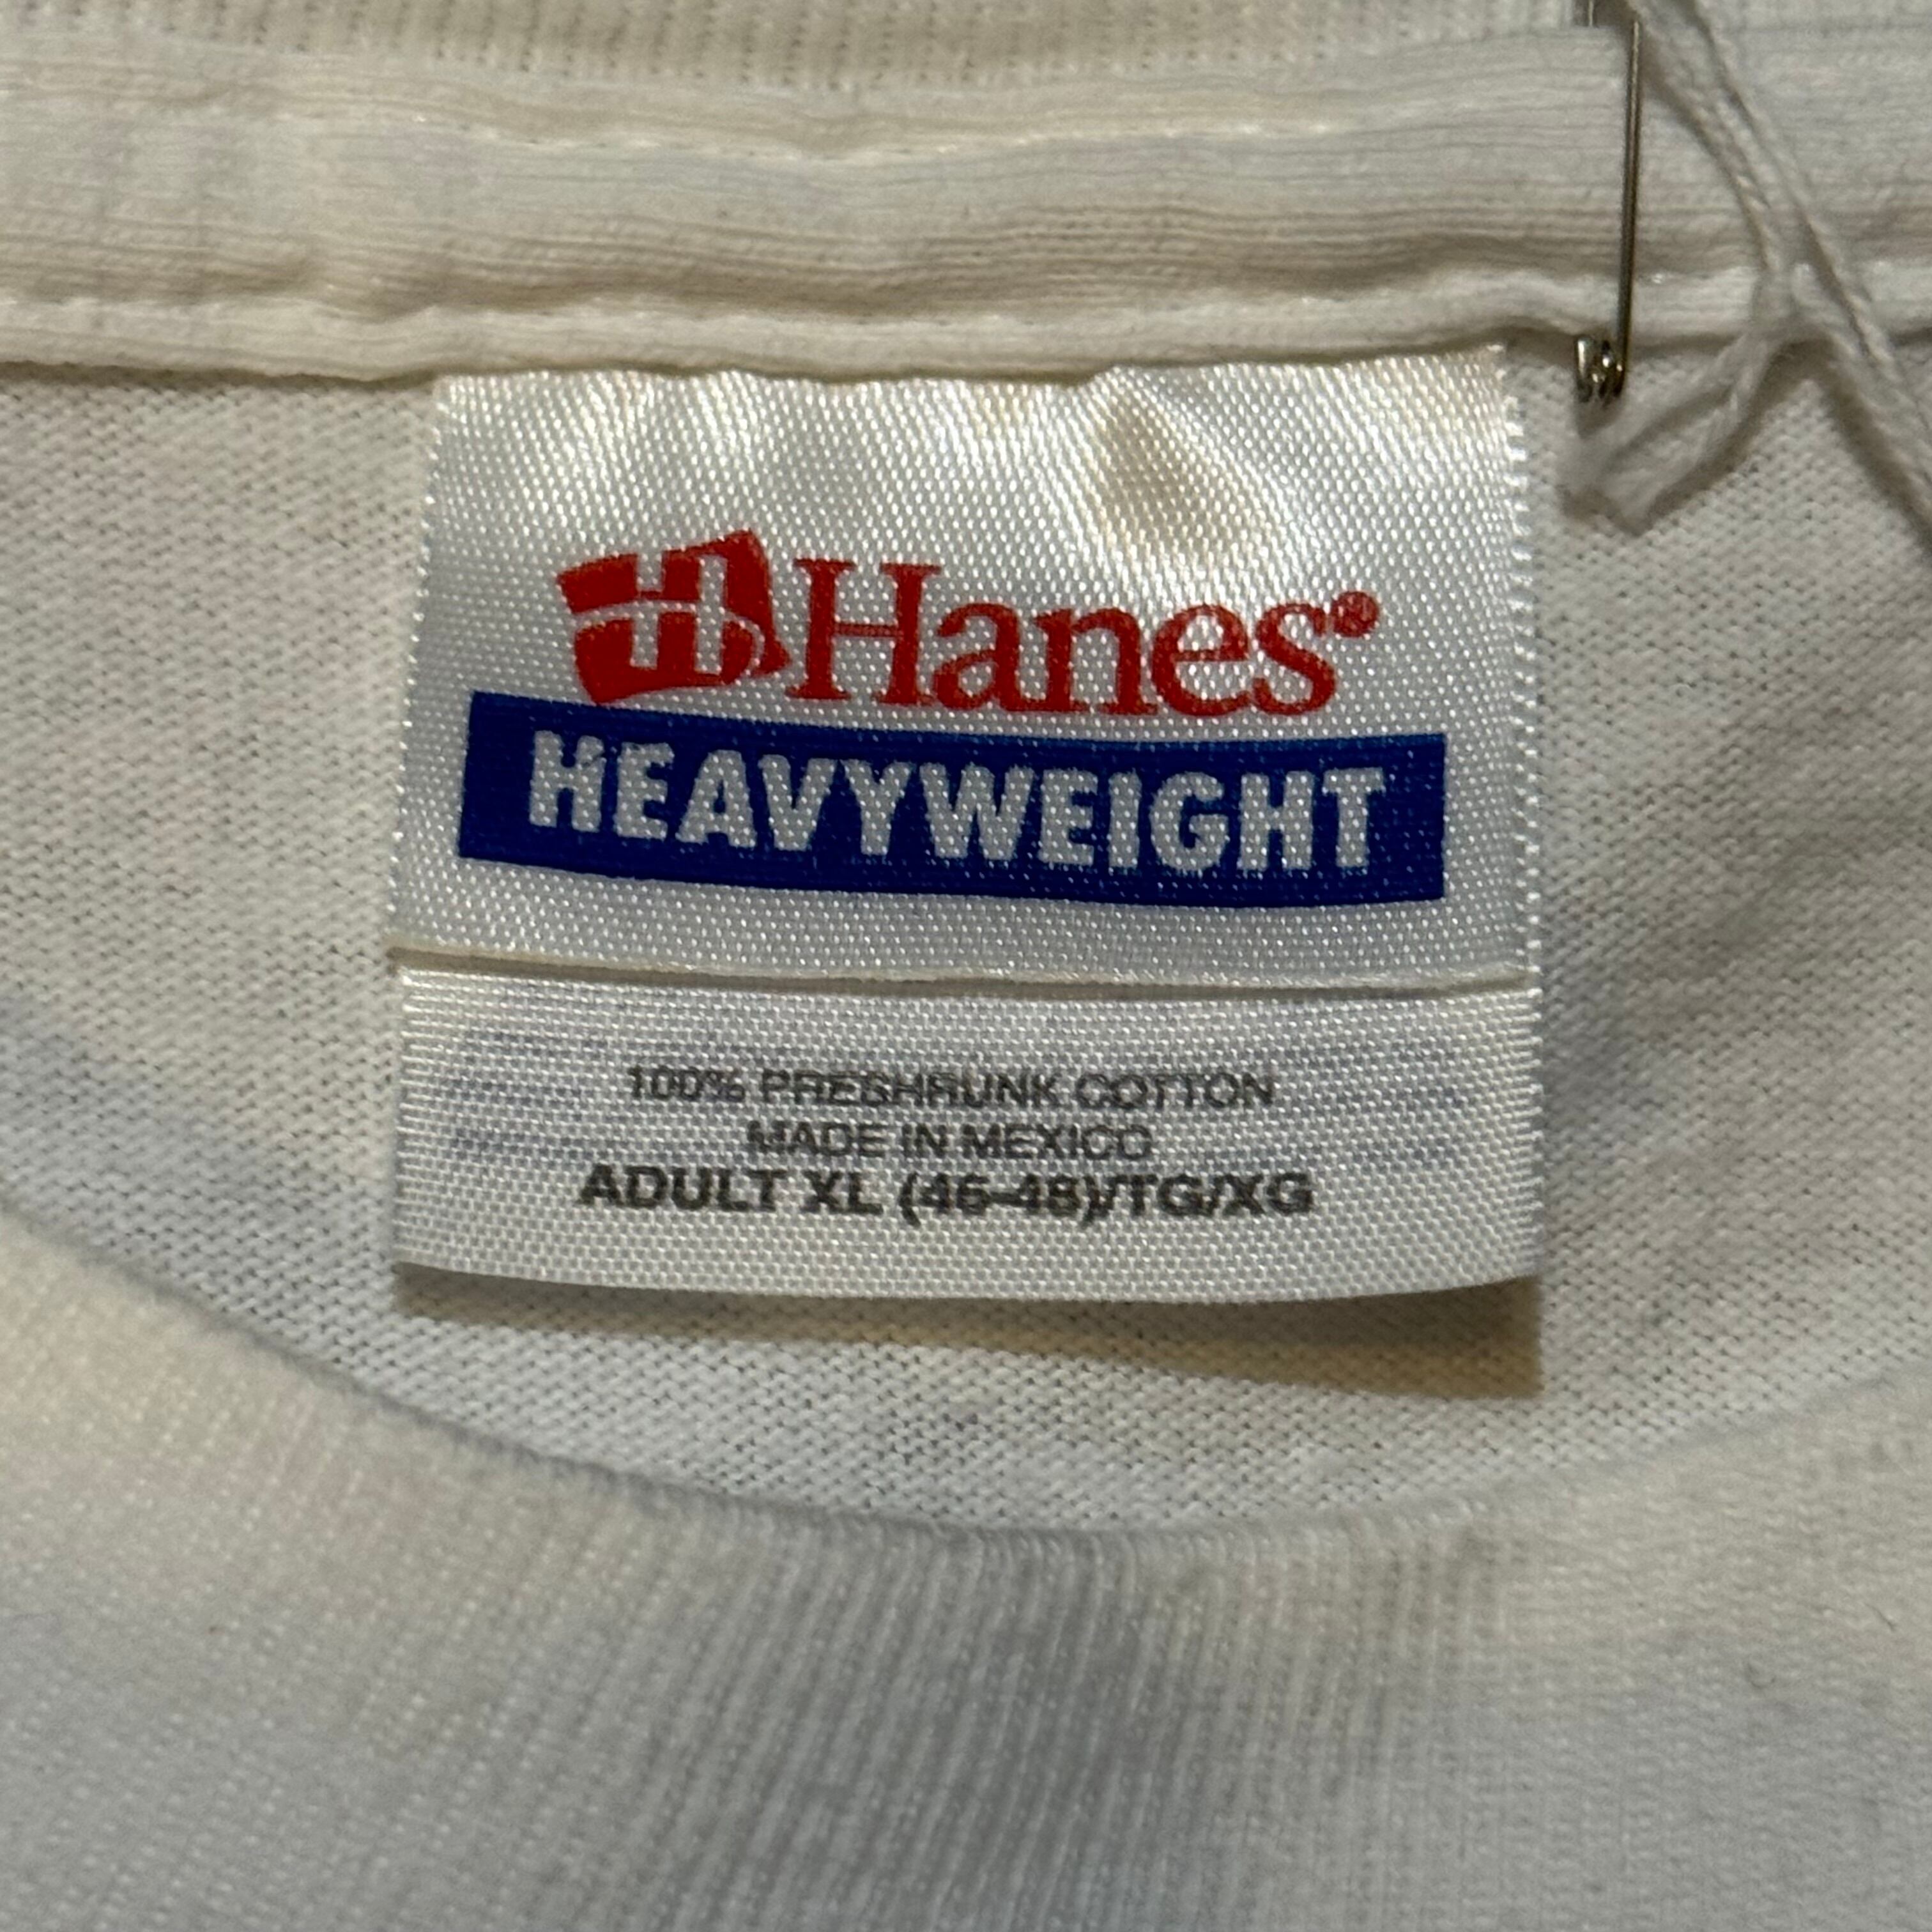 H Hanes®
HEAVYWEIGHT
100% PRESHRUNK COTTON
MADE IN MEXICO
ADULT XL (46-48)/TG/XG